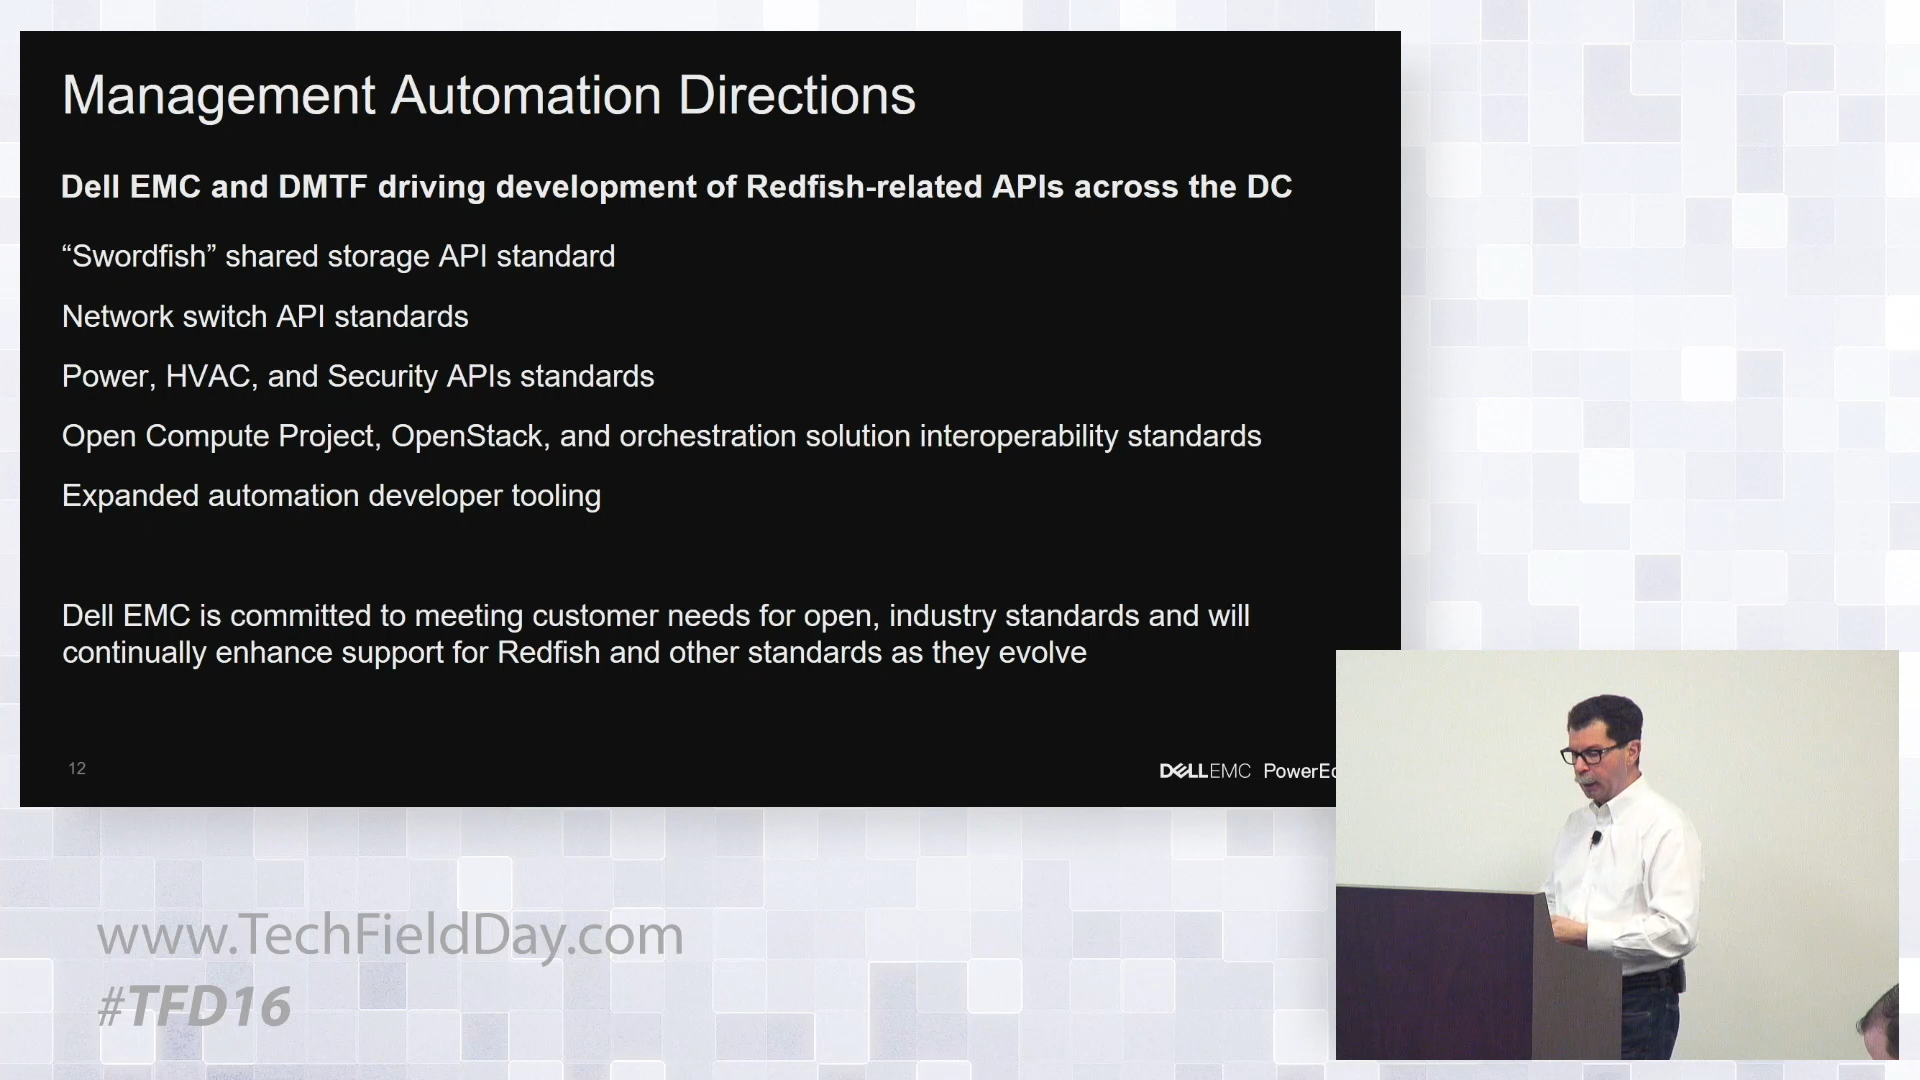 Management Automation Directions
Dell EMC and DMTF driving development of Redfish-related APIs across the DC
“Swordfish” shared storage API standard
Network switch API standards
Power, HVAC, and Security APIs standards
Open Compute Project, OpenStack, and orchestration solution interoperability standards
Expanded automation developer tooling
Dell EMC is committed to meeting customer needs for open, industry standards and will
continually enhance support for Redfish and other standards as they evolve
12
DELLEMC
www.TechFieldDay.com
#TFD16